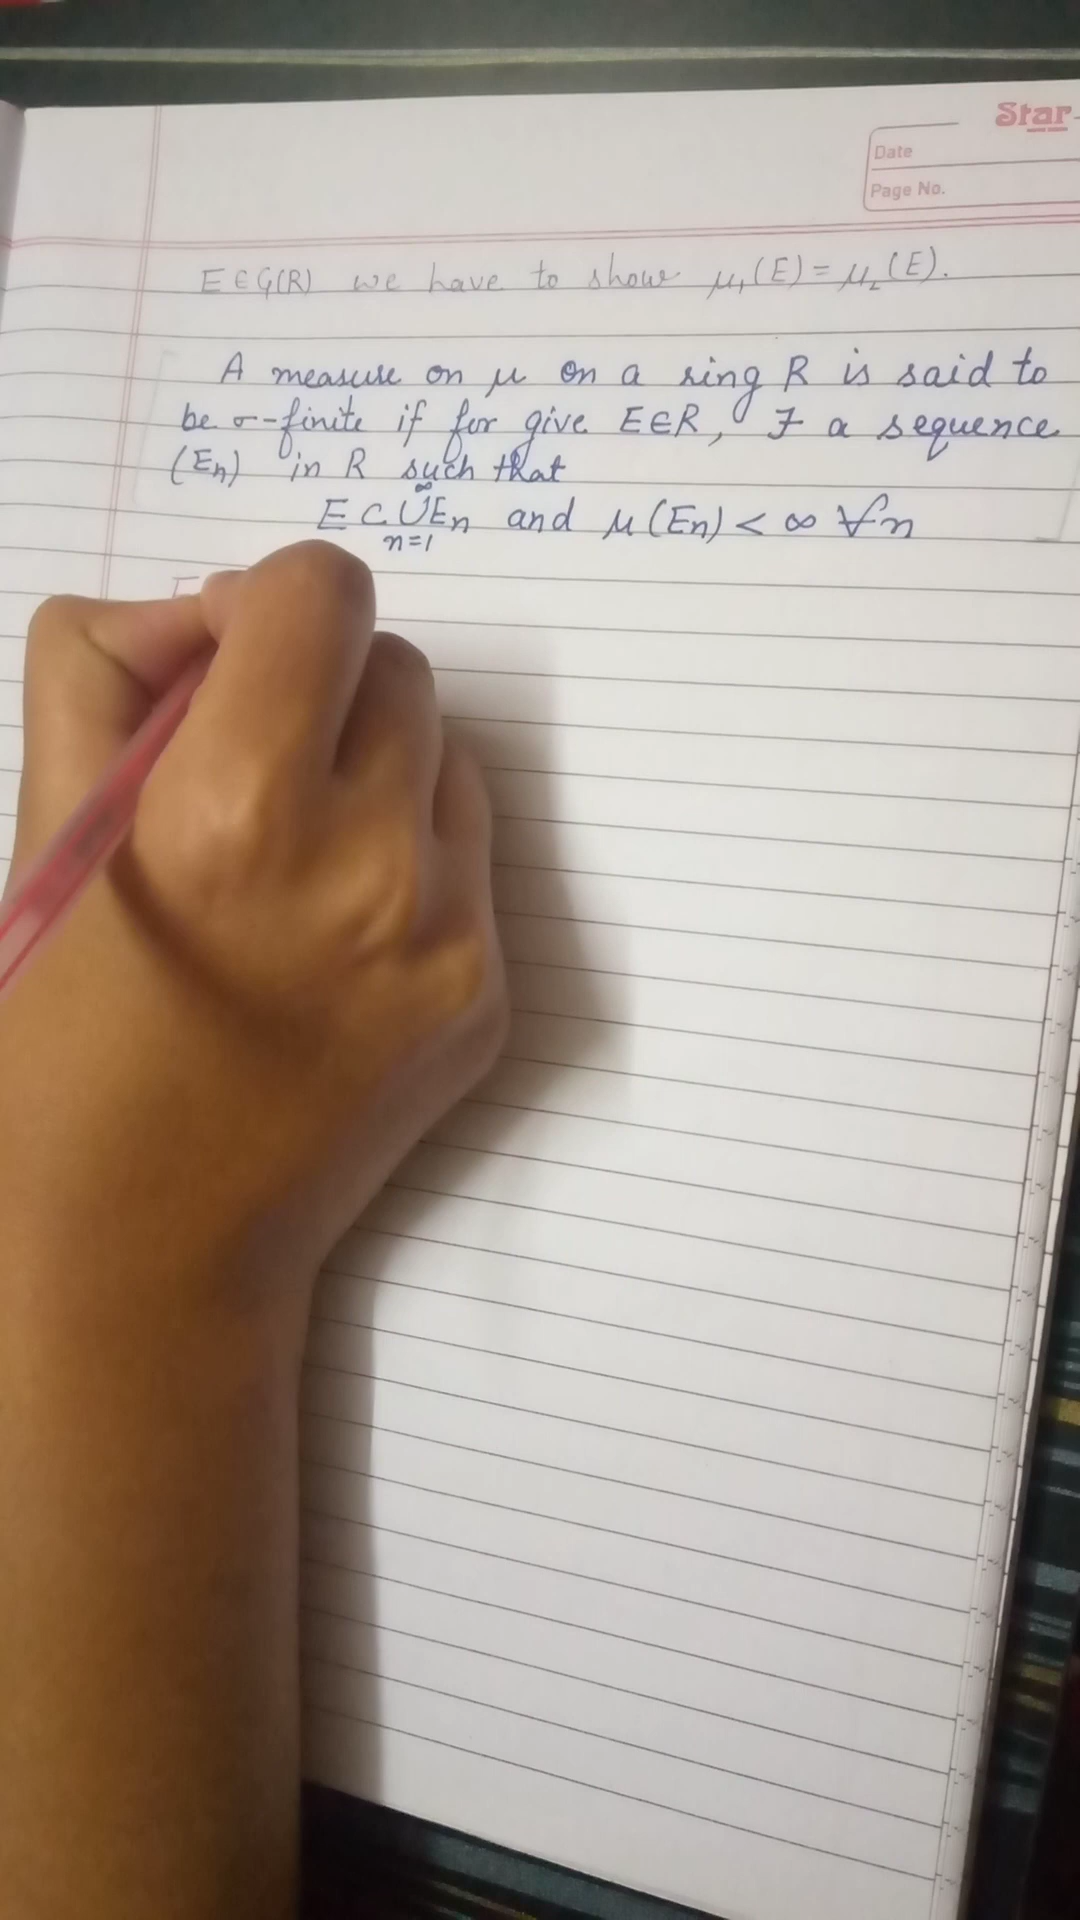 Star
Date
Page No.
E∈G(R) we have to show μ₁(E)=μ₂(E).
A measure on μ on a ring R is said to
be σ-finite if for give E∈R, ∃ a sequence
(En) in R such that
E⊂∪En and μ(En)<∞ ∀n
∞
n=1
E